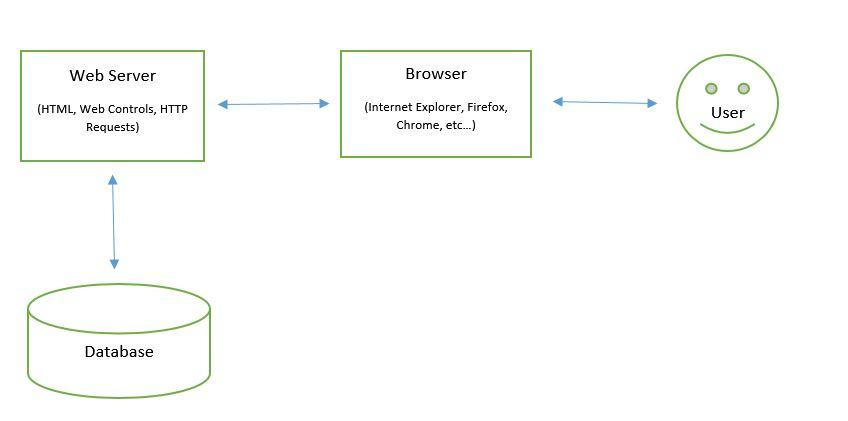 Web Server
(HTML, Web Controls, HTTP
Requests)
Browser
(Internet Explorer, Firefox,
Chrome, etc...)
User
Database